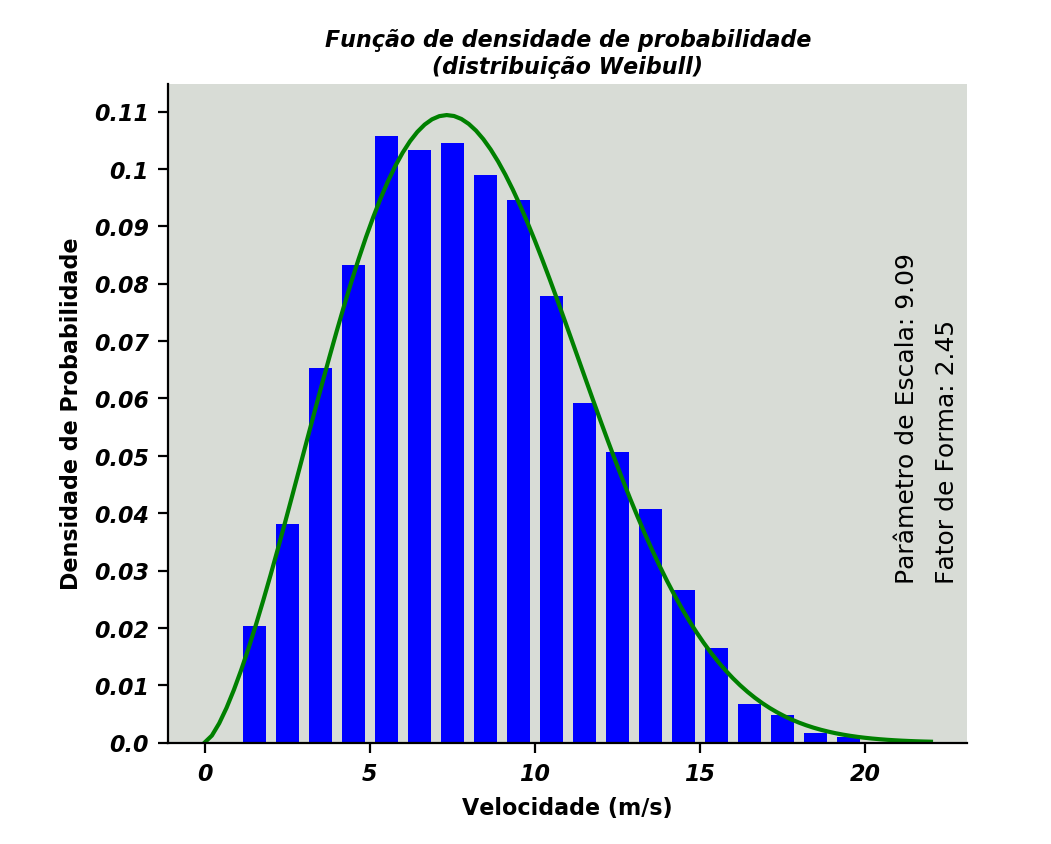 Função de densidade de probabilidade
(distribuição Weibull)
Densidade de Probabilidade
0.11
0.1
0.09
0.08
0.07
0.06
0.05
0.04
0.03
0.02
0.01
0.0
Parâmetro de Escala: 9.09
Fator de Forma: 2.45
0
5
10
15
20
Velocidade (m/s)